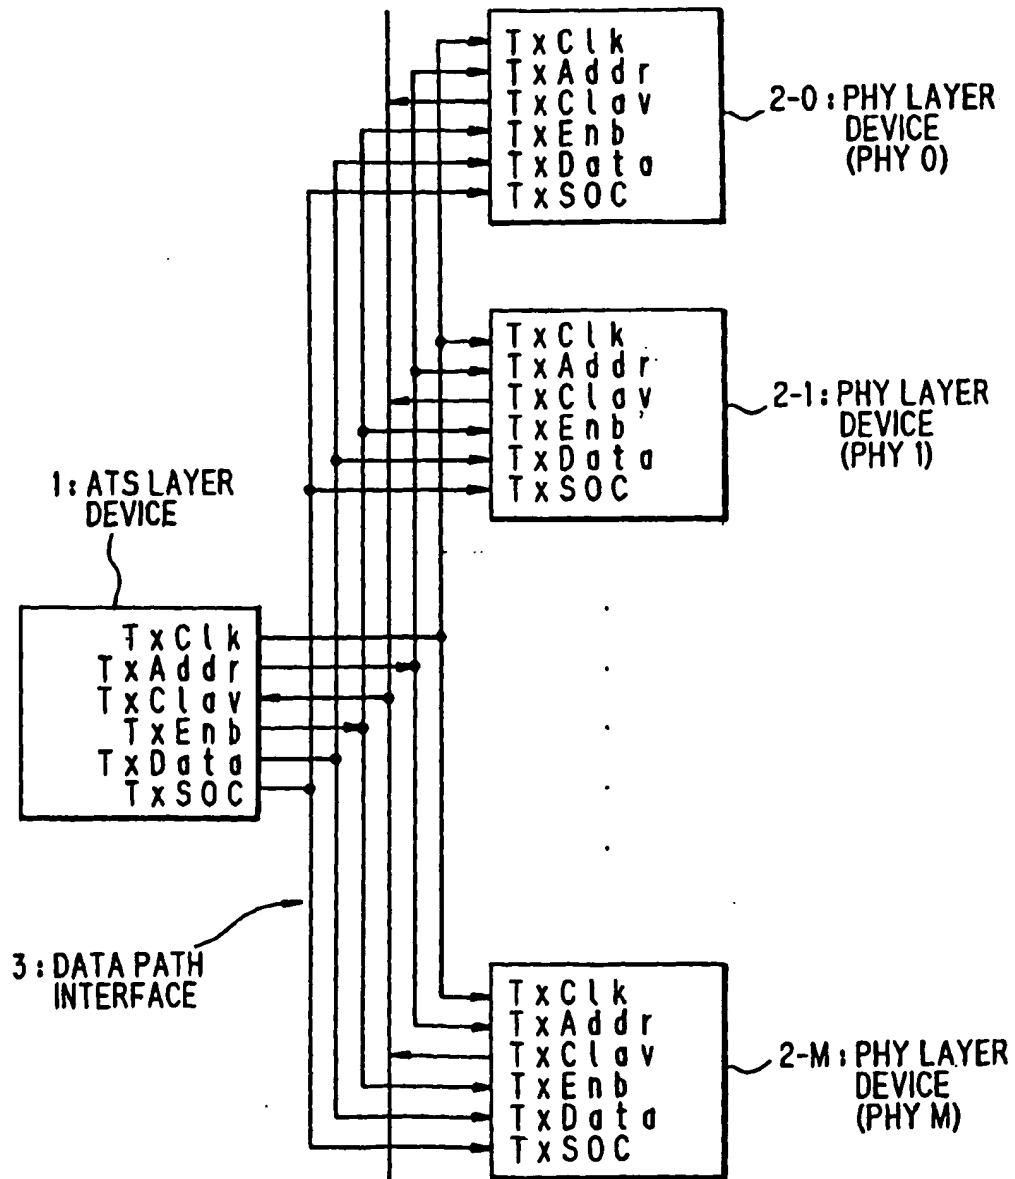 TxClk
TxAddr
TxClav
TxEnb
TxData
TxSOC
2-0: PHY LAYER
DEVICE
(PHY 0)
TxClk
TxAddr
TxClav
TxEnb'
TxData
TxSOC
2-1: PHY LAYER
DEVICE
(PHY 1)
1: ATS LAYER
DEVICE
TxClk
TxAddr
TxClav
TxEnb
TxData
TxSOC
3: DATA PATH
INTERFACE
TxClk
TxAddr
TxClav
TxEnb
TxData
TxSOC
2-M: PHY LAYER
DEVICE
(PHY M)